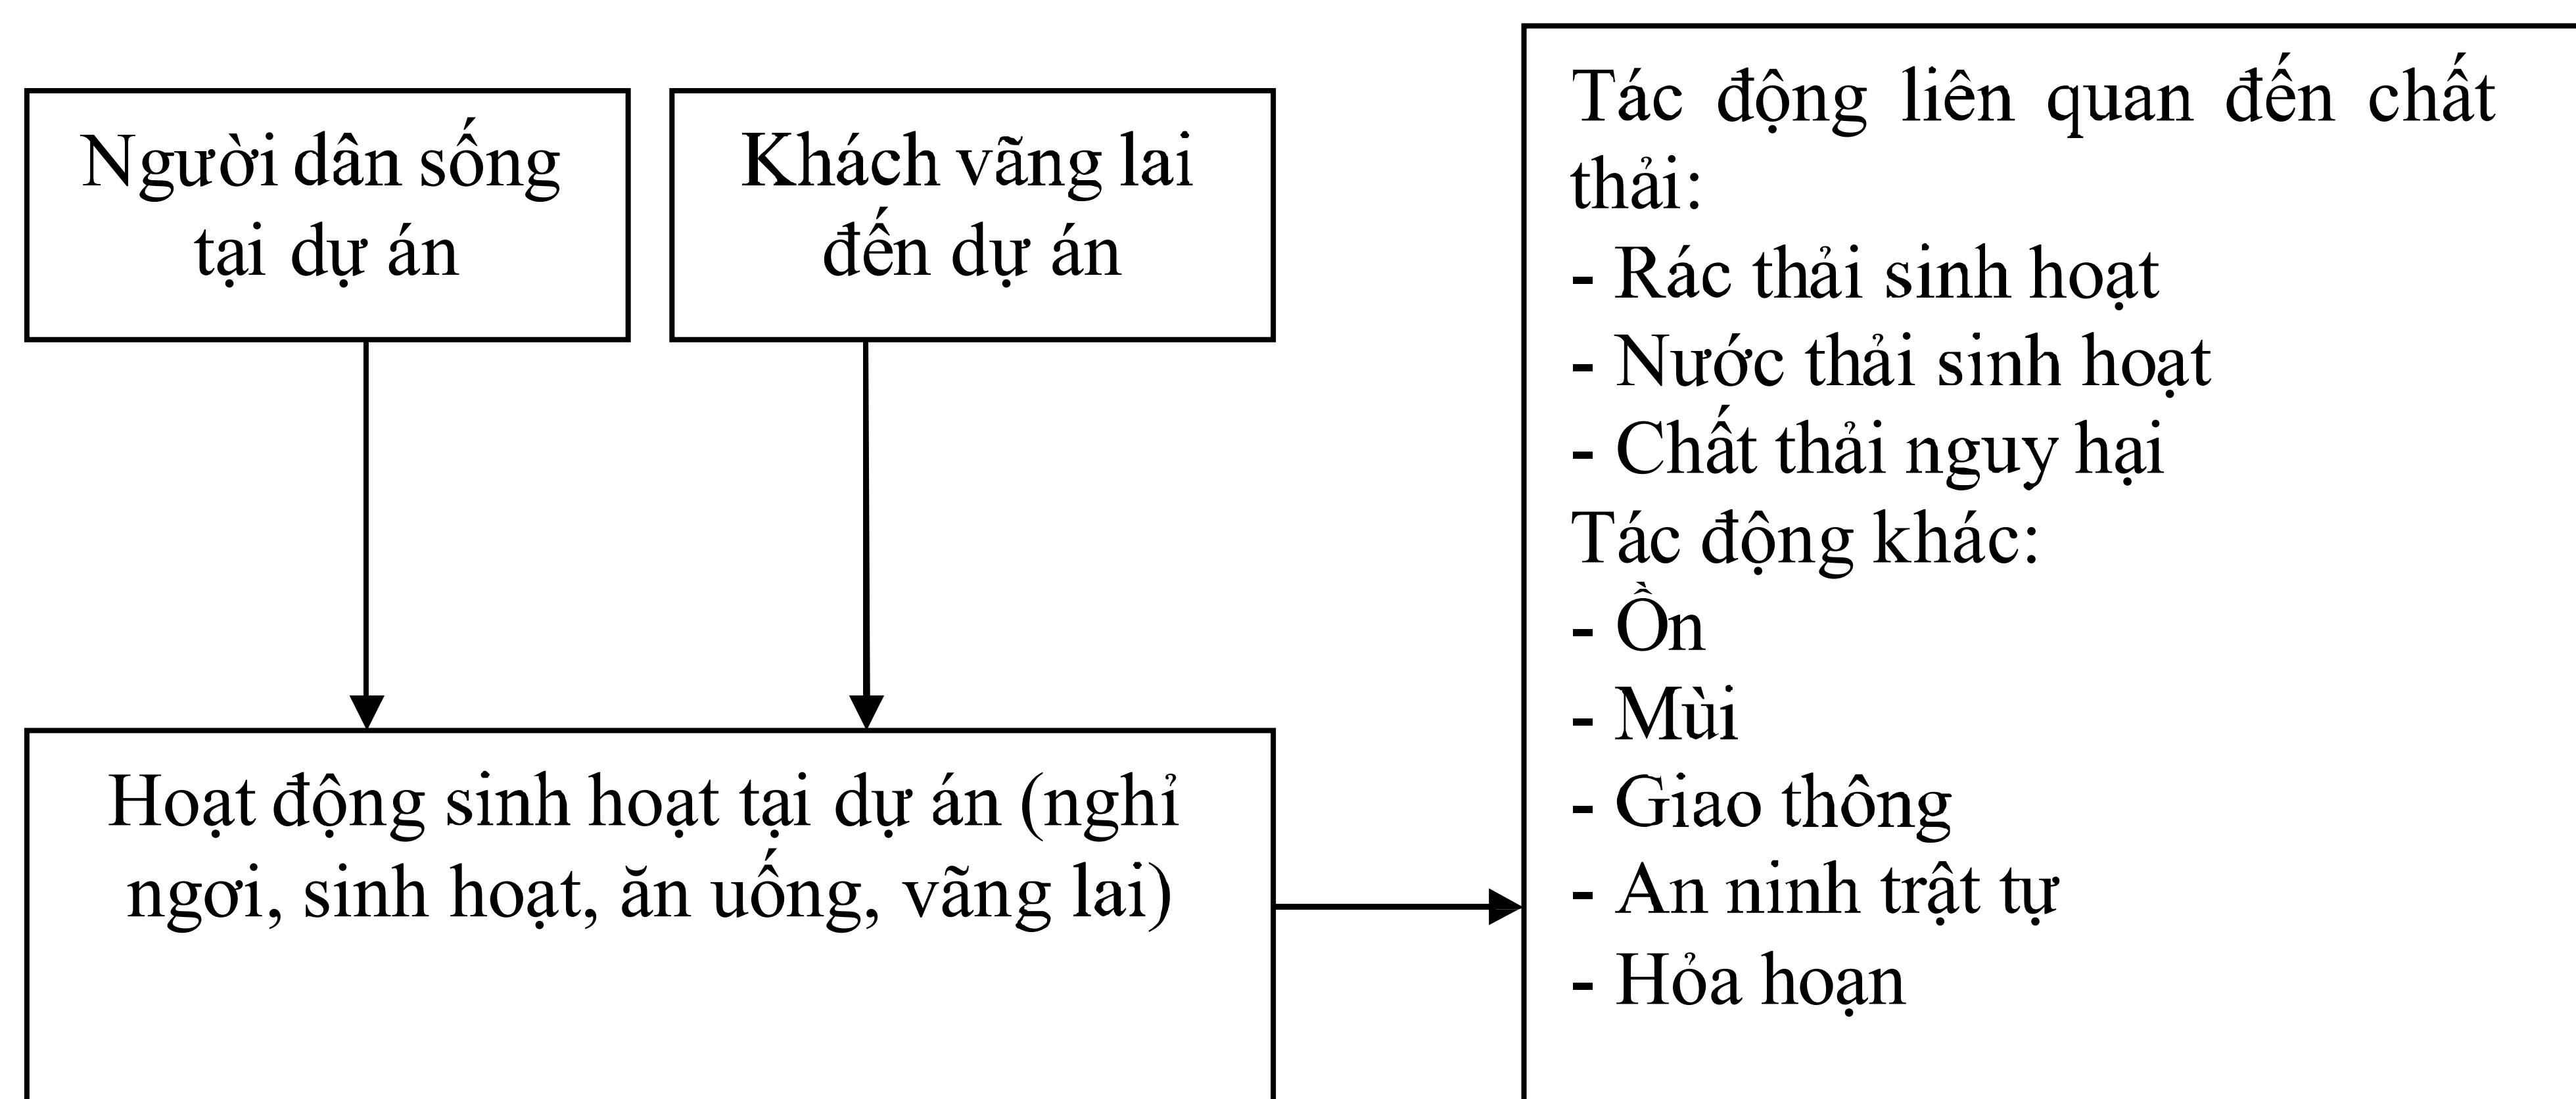 Người dân sống
tại dự án
Khách vãng lai
đến dự án
Hoạt động sinh hoạt tại dự án (nghỉ
ngơi, sinh hoạt, ăn uống, vãng lai)
Tác động liên quan đến chất
thải:
- Rác thải sinh hoạt
- Nước thải sinh hoạt
- Chất thải nguy hại
Tác động khác:
- Ồn
- Mùi
- Giao thông
- An ninh trật tự
- Hỏa hoạn